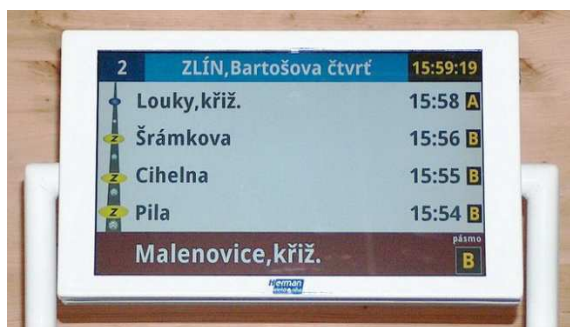 2 ZLÍN,Bartošova čtvrť 15:59:19
Louky,křiž. 15:58 A
Z Šrámkova 15:56 B
Z Cihelna 15:55 B
Z Pila 15:54 B
pásmo
Malenovice,křiž. B
Herman